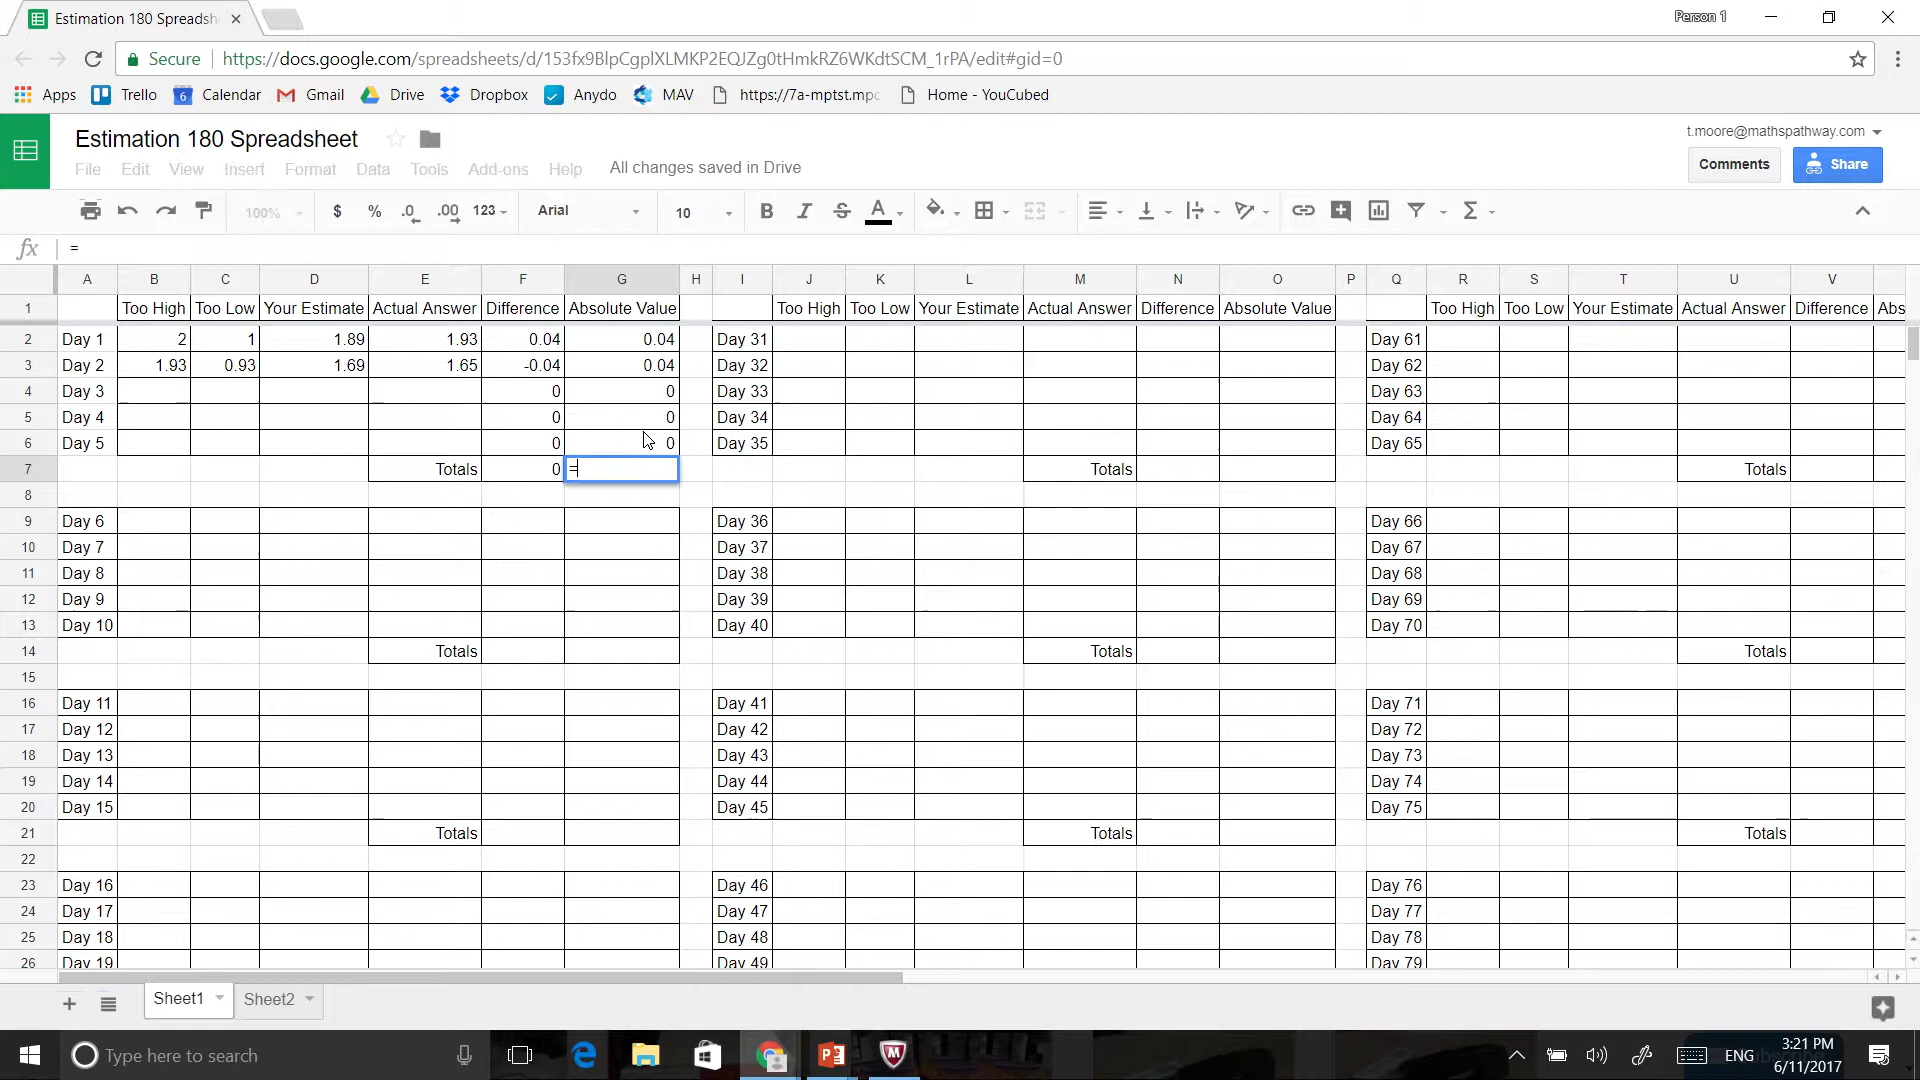 Estimation 180 Spreadsh
Person 1
Secure https://docs.google.com/spreadsheets/d/153fx9BlpCgplXLMKP2EQJZg0tHmkRZ6WKdtSCM_1rPA/edit#gid=0
Apps Trello 6 Calendar Gmail Drive Dropbox Anydo MAV https://7a-mptst.mpc Home - YouCubed
Estimation 180 Spreadsheet
t.moore@mathspathway.com
File Edit View Insert Format Data Tools Add-ons Help All changes saved in Drive
Comments Share
100% $ % .0 .00 123 Arial 10 B I S A Σ
fx =
A B C D E F G H I J K L M N O P Q R S T U V
1 Too High Too Low Your Estimate Actual Answer Difference Absolute Value Too High Too Low Your Estimate Actual Answer Difference Absolute Value Too High Too Low Your Estimate Actual Answer Difference Abs
2 Day 1 2 1 1.89 1.93 0.04 0.04 Day 31 Day 61
3 Day 2 1.93 0.93 1.69 1.65 -0.04 0.04 Day 32 Day 62
4 Day 3 0 0 Day 33 Day 63
5 Day 4 0 0 Day 34 Day 64
6 Day 5 0 0 Day 35 Day 65
7 Totals 0 = Totals Totals
8
9 Day 6 Day 36 Day 66
10 Day 7 Day 37 Day 67
11 Day 8 Day 38 Day 68
12 Day 9 Day 39 Day 69
13 Day 10 Day 40 Day 70
14 Totals Totals Totals
15
16 Day 11 Day 41 Day 71
17 Day 12 Day 42 Day 72
18 Day 13 Day 43 Day 73
19 Day 14 Day 44 Day 74
20 Day 15 Day 45 Day 75
21 Totals Totals Totals
22
23 Day 16 Day 46 Day 76
24 Day 17 Day 47 Day 77
25 Day 18 Day 48 Day 78
26 Day 19 Day 49 Day 79
Sheet1 Sheet2
Type here to search
ENG
3:21 PM
6/11/2017